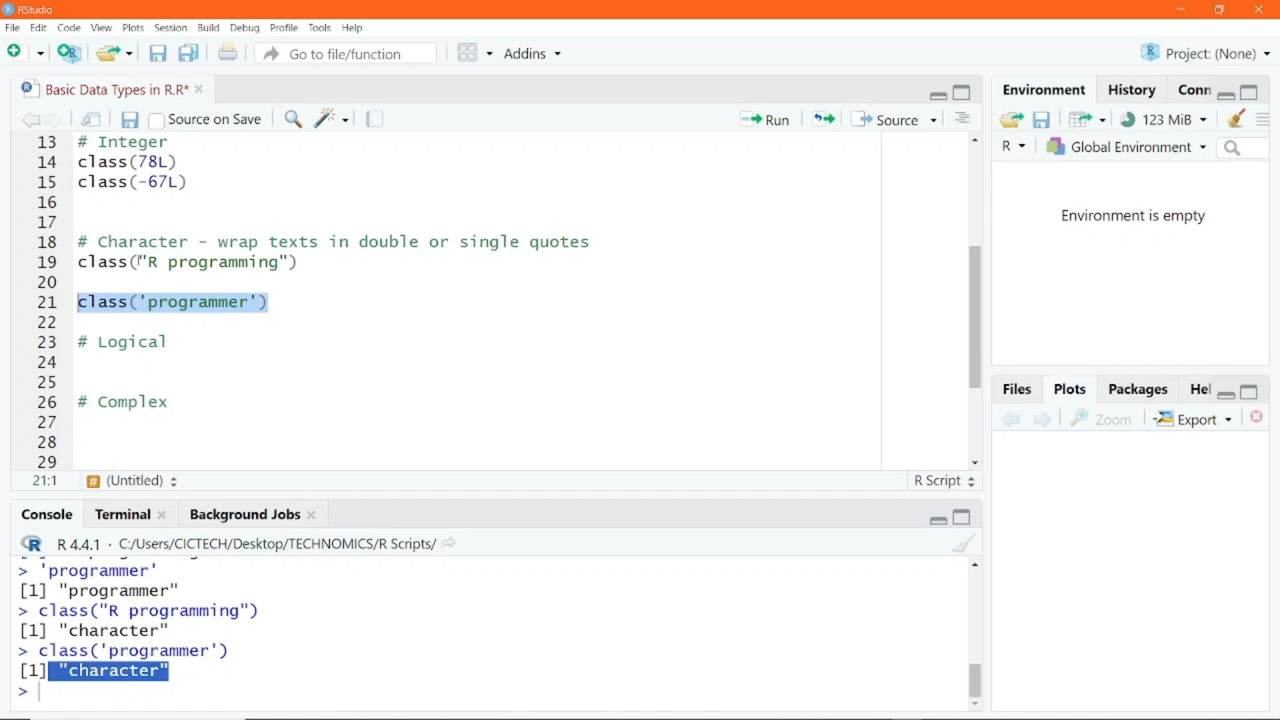 RStudio
File Edit Code View Plots Session Build Debug Profile Tools Help
Go to file/function Addins Project: (None)
Basic Data Types in R.R*
Source on Save Run Source
13 # Integer
14 class(78L)
15 class(-67L)
16
17
18 # Character - wrap texts in double or single quotes
19 class("R programming")
20
21 class('programmer')
22
23 # Logical
24
25
26 # Complex
27
28
29
21:1 (Untitled) R Script
Console Terminal Background Jobs
R 4.4.1 · C:/Users/CICTECH/Desktop/TECHNOMICS/R Scripts/
> 'programmer'
[1] "programmer"
> class("R programming")
[1] "character"
> class('programmer')
[1] "character"
>
Environment History Conn
123 MiB
R Global Environment
Environment is empty
Files Plots Packages Hel
Zoom Export